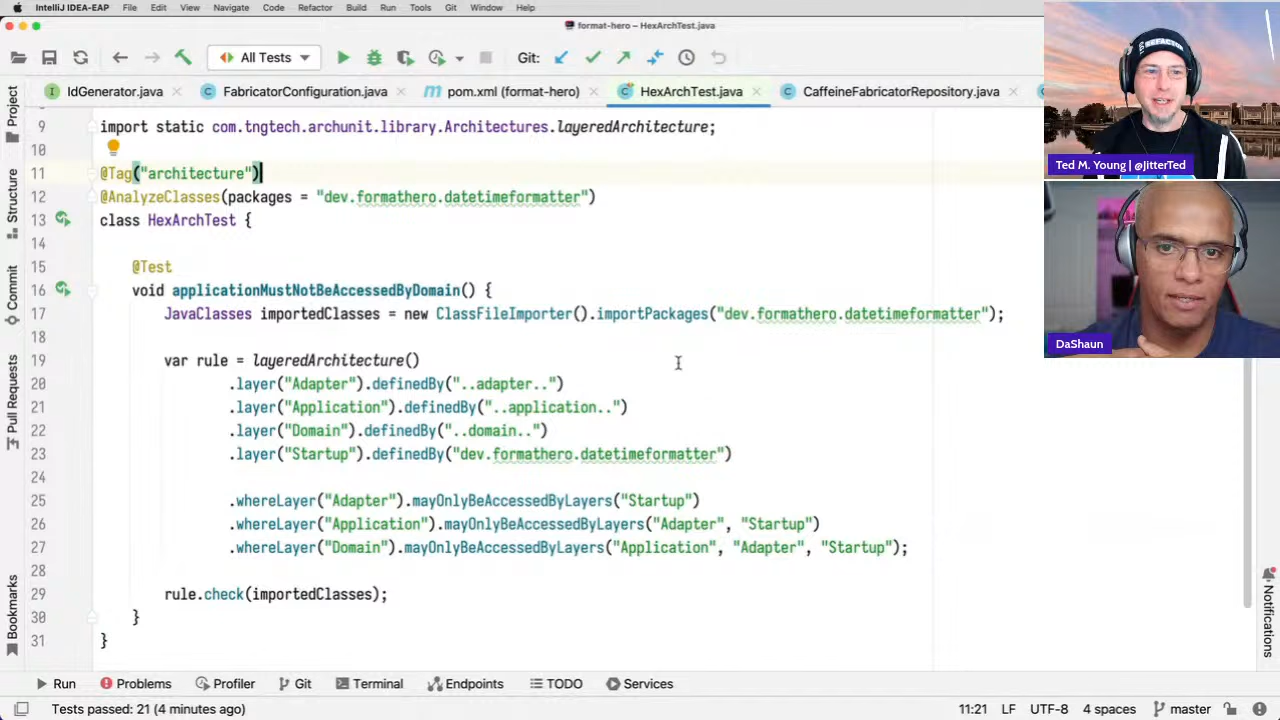 IntelliJ IDEA-EAP File Edit View Navigate Code Refactor Build Run Tools Git Window Help
format-hero – HexArchTest.java
All Tests Git:
Project IdGenerator.java FabricatorConfiguration.java pom.xml (format-hero) HexArchTest.java CaffeineFabricatorRepository.java
9 import static com.tngtech.archunit.library.Architectures.layeredArchitecture;
10
11 @Tag("architecture")
12 @AnalyzeClasses(packages = "dev.formathero.datetimeformatter")
13 class HexArchTest {
14
15 @Test
16 void applicationMustNotBeAccessedByDomain() {
17 JavaClasses importedClasses = new ClassFileImporter().importPackages("dev.formathero.datetimeformatter");
18
19 var rule = layeredArchitecture()
20 .layer("Adapter").definedBy("..adapter..")
21 .layer("Application").definedBy("..application..")
22 .layer("Domain").definedBy("..domain..")
23 .layer("Startup").definedBy("dev.formathero.datetimeformatter")
24
25 .whereLayer("Adapter").mayOnlyBeAccessedByLayers("Startup")
26 .whereLayer("Application").mayOnlyBeAccessedByLayers("Adapter", "Startup")
27 .whereLayer("Domain").mayOnlyBeAccessedByLayers("Application", "Adapter", "Startup");
28
29 rule.check(importedClasses);
30 }
31 }
Structure
Commit
Pull Requests
Bookmarks
Notifications
REFACTOR
Ted M. Young | @JitterTed
DaShaun
Run Problems Profiler Git Terminal Endpoints TODO Services
Tests passed: 21 (4 minutes ago) 11:21 LF UTF-8 4 spaces master